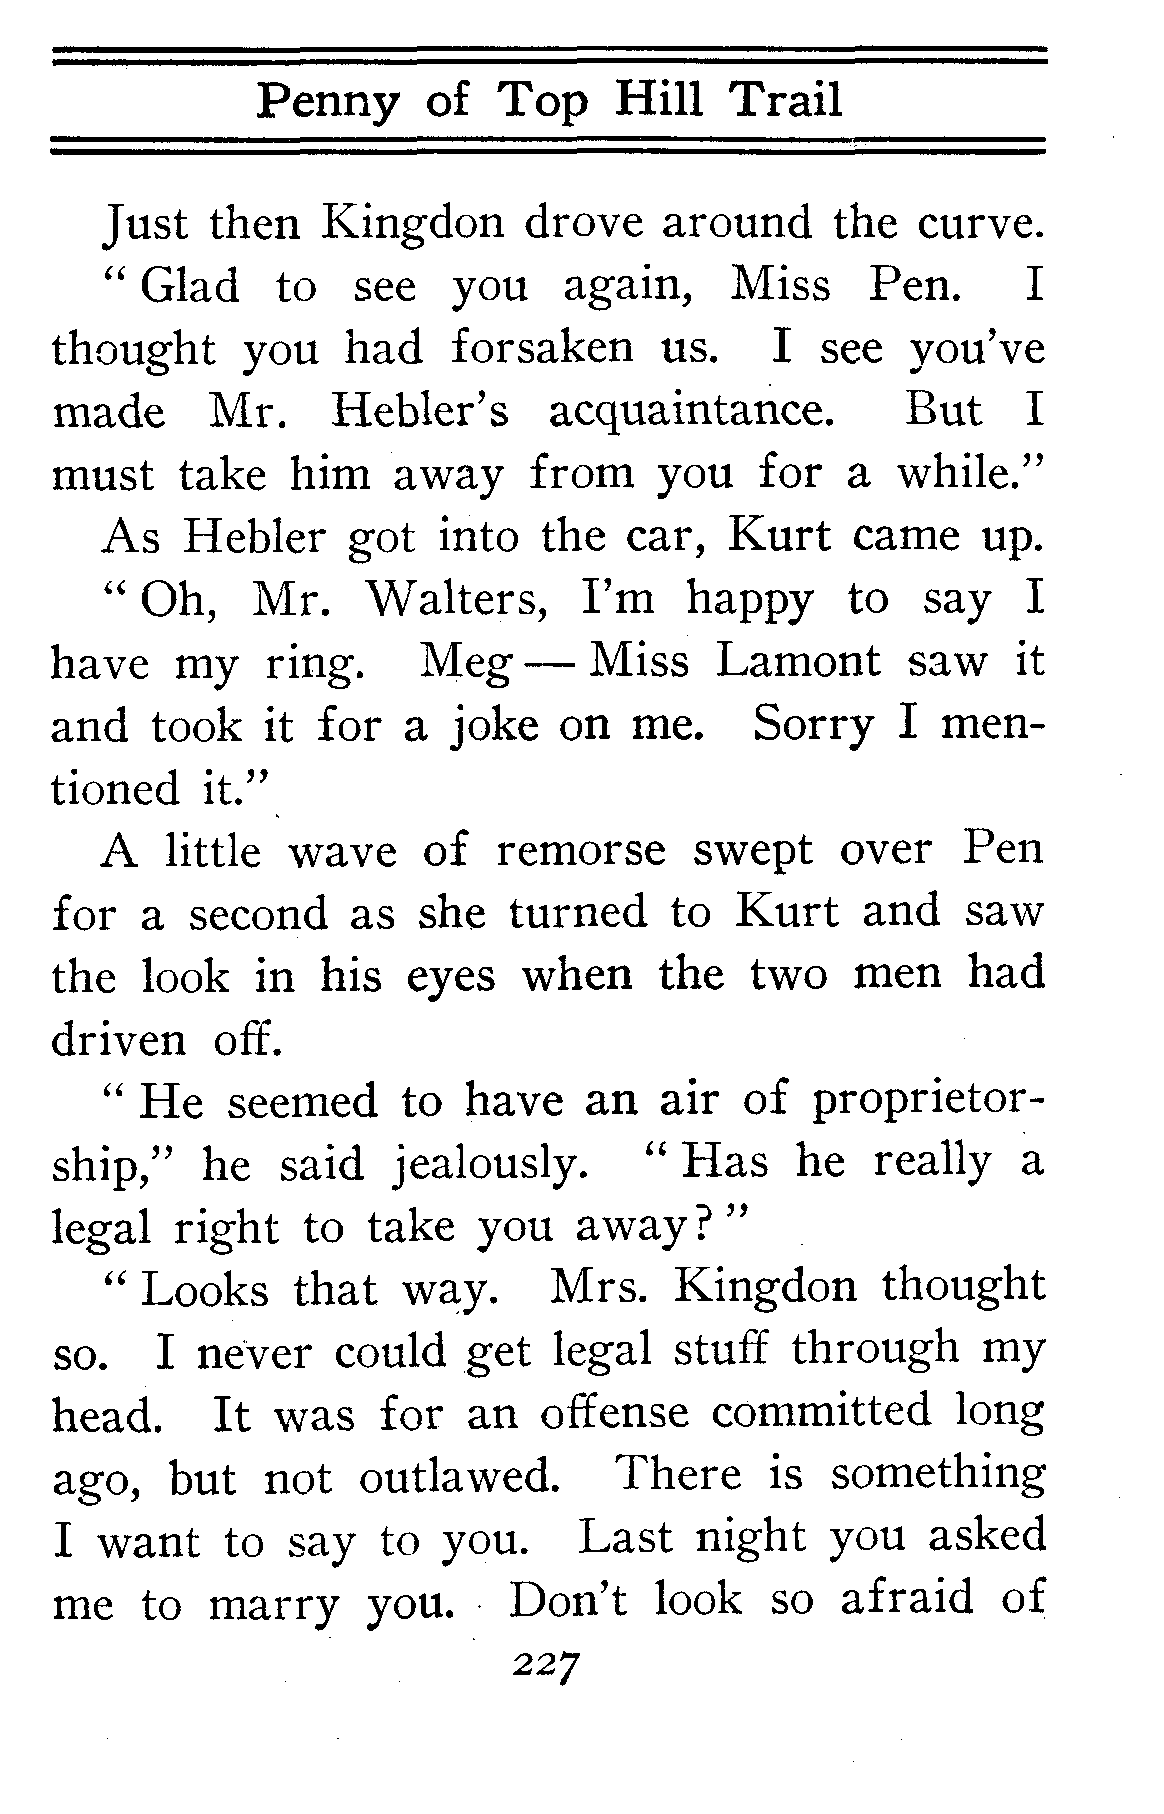 Penny of Top Hill Trail
Just then Kingdon drove around the curve.
“ Glad to see you again, Miss Pen. I
thought you had forsaken us. I see you’ve
made Mr. Hebler’s acquaintance. But I
must take him away from you for a while.”
As Hebler got into the car, Kurt came up.
“ Oh, Mr. Walters, I’m happy to say I
have my ring. Meg — Miss Lamont saw it
and took it for a joke on me. Sorry I men-
tioned it.”
A little wave of remorse swept over Pen
for a second as she turned to Kurt and saw
the look in his eyes when the two men had
driven off.
“ He seemed to have an air of proprietor-
ship,” he said jealously. “ Has he really a
legal right to take you away? ”
“ Looks that way. Mrs. Kingdon thought
so. I never could get legal stuff through my
head. It was for an offense committed long
ago, but not outlawed. There is something
I want to say to you. Last night you asked
me to marry you. Don’t look so afraid of
227